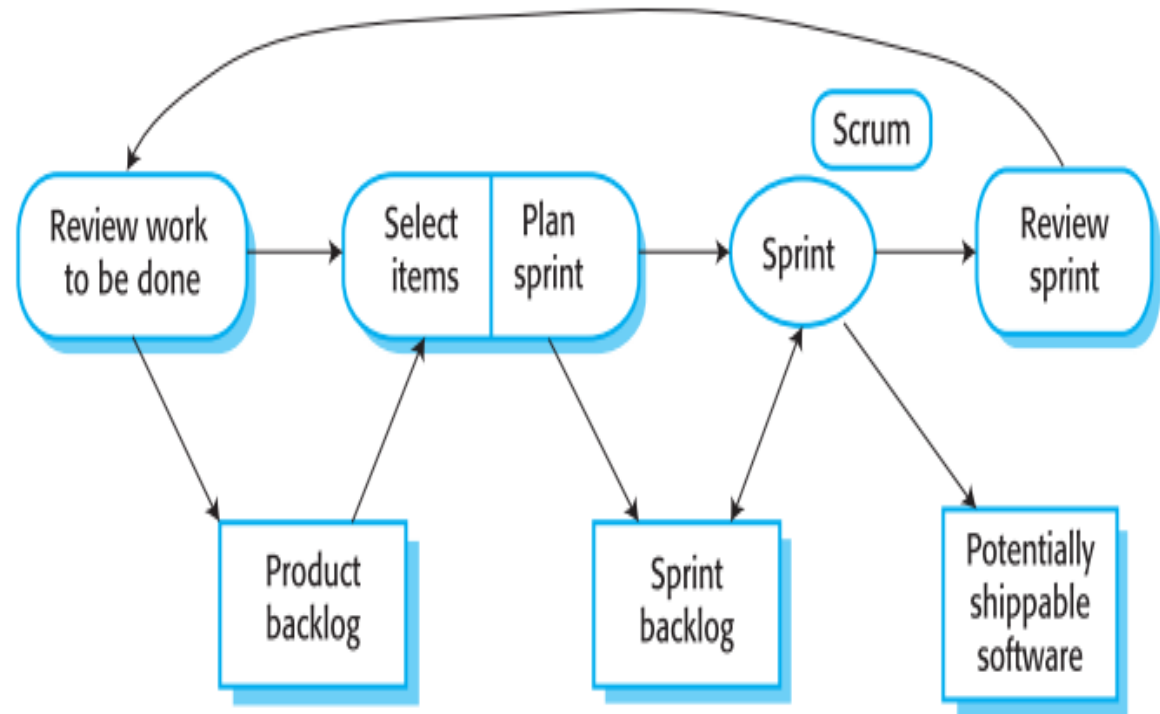 Scrum
Review work
to be done
Select
items
Plan
sprint
Sprint
Review
sprint
Product
backlog
Sprint
backlog
Potentially
shippable
software